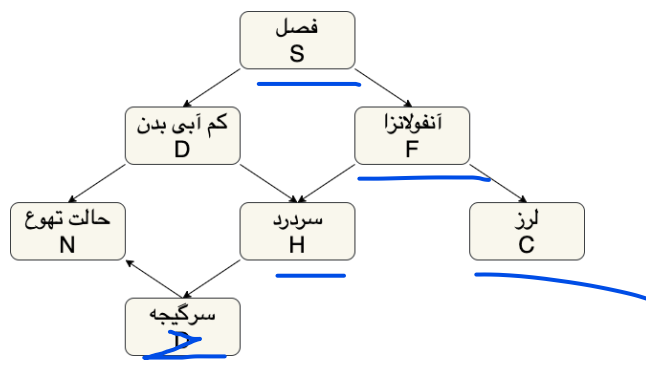 فصل
S
کم آبی بدن
D
آنفولانزا
F
حالت تهوع
N
سردرد
H
لرز
C
سرگیجه